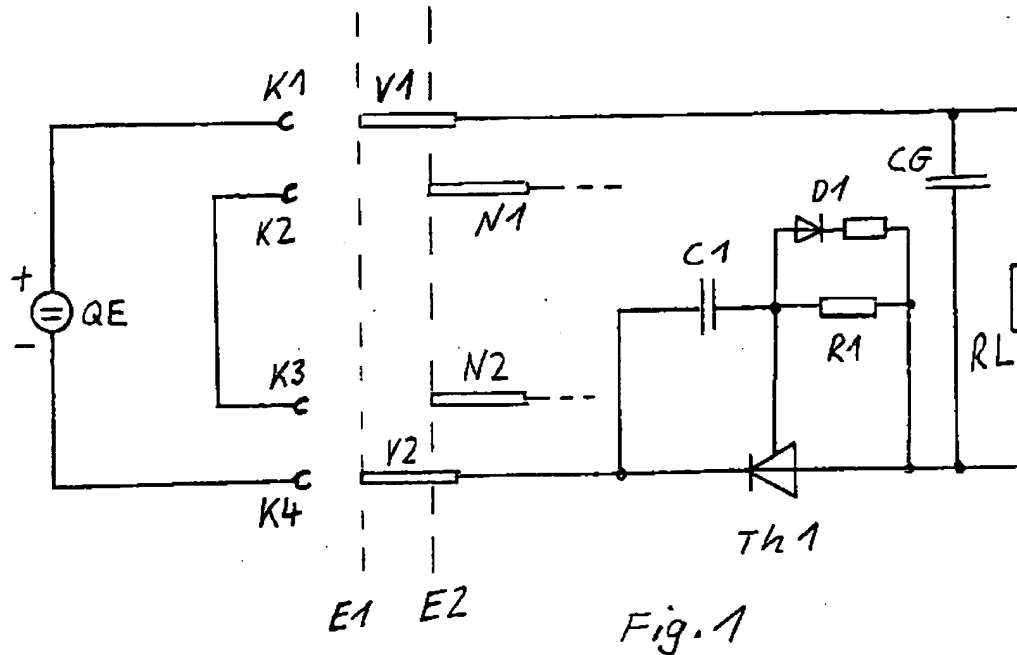 K1
V1
CG
K2
N1
D1
C1
+
QE
-
R1
K3
N2
RL
V2
K4
Th1
E1
E2
Fig. 1